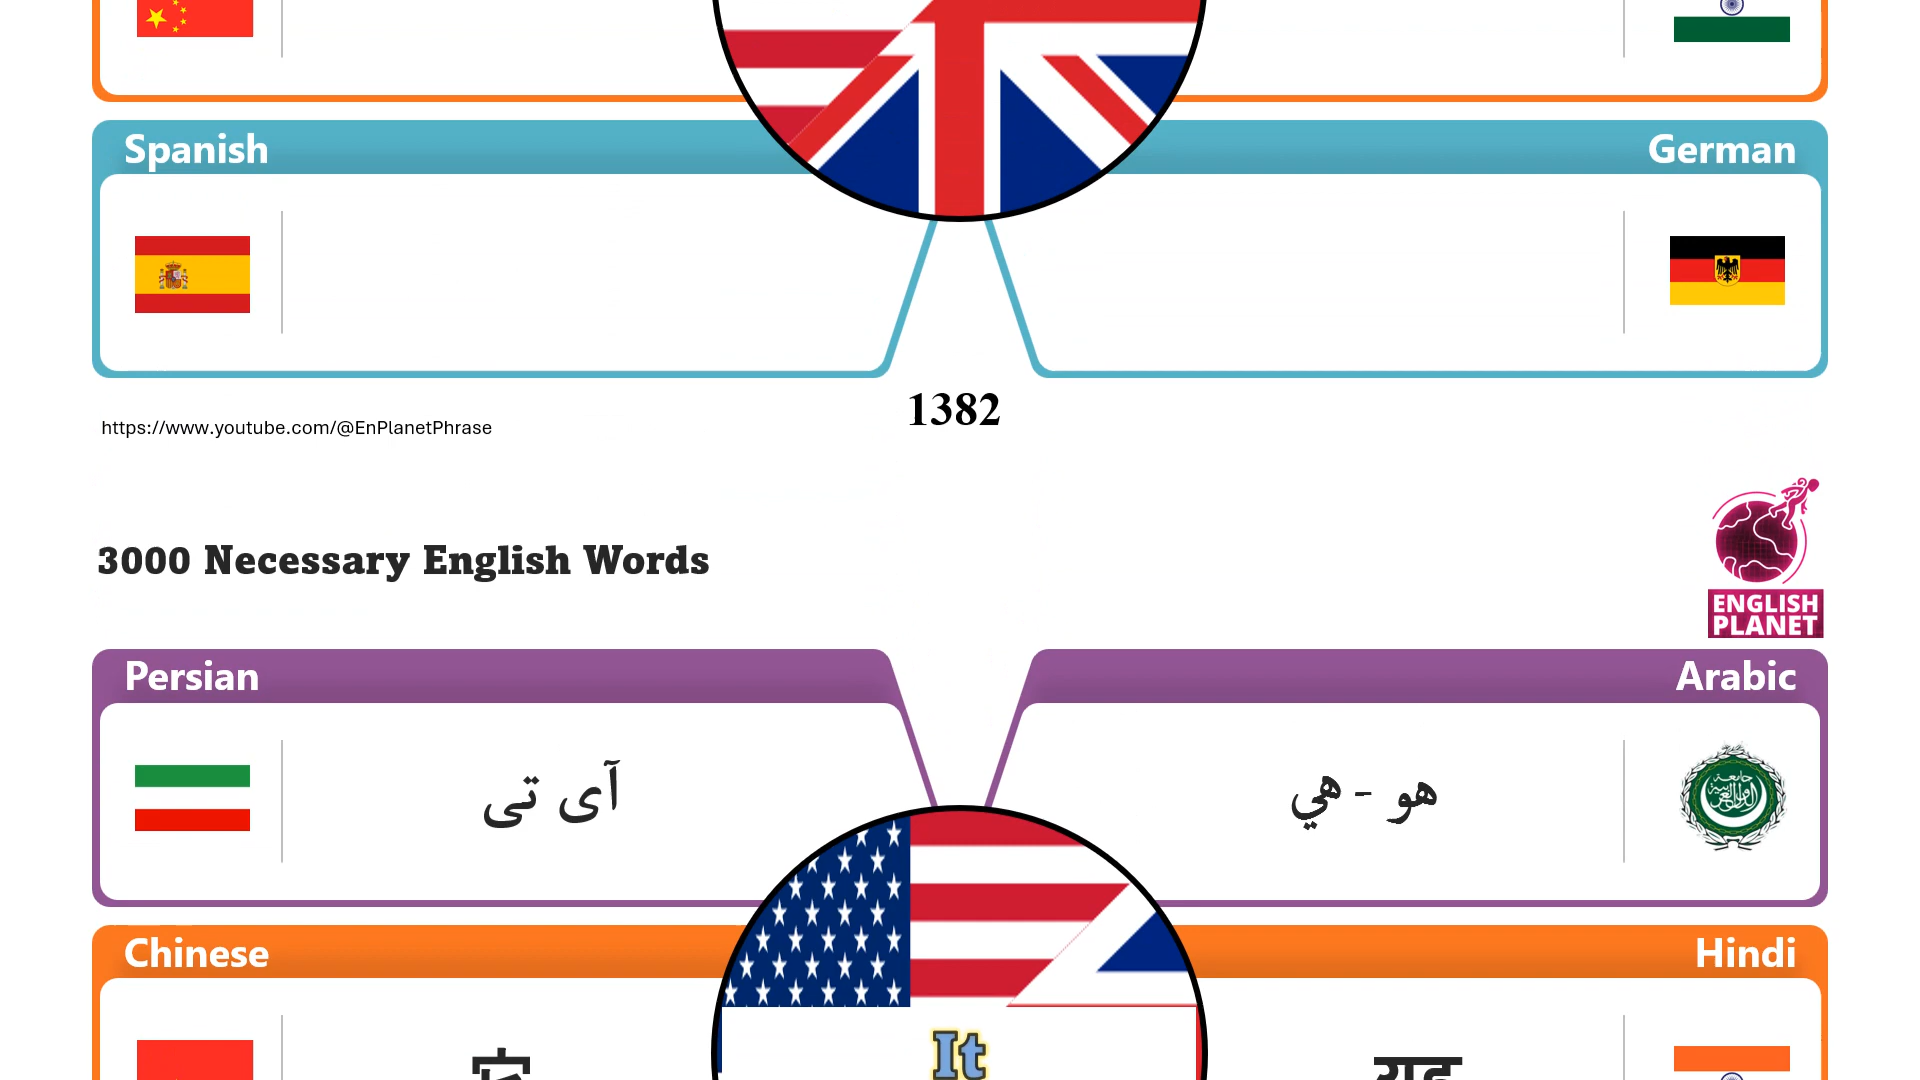 Spanish
German
1382
https://www.youtube.com/@EnPlanetPhrase
3000 Necessary English Words
ENGLISH
PLANET
Persian
Arabic
آی تی
هو - هي
Chinese
Hindi
It